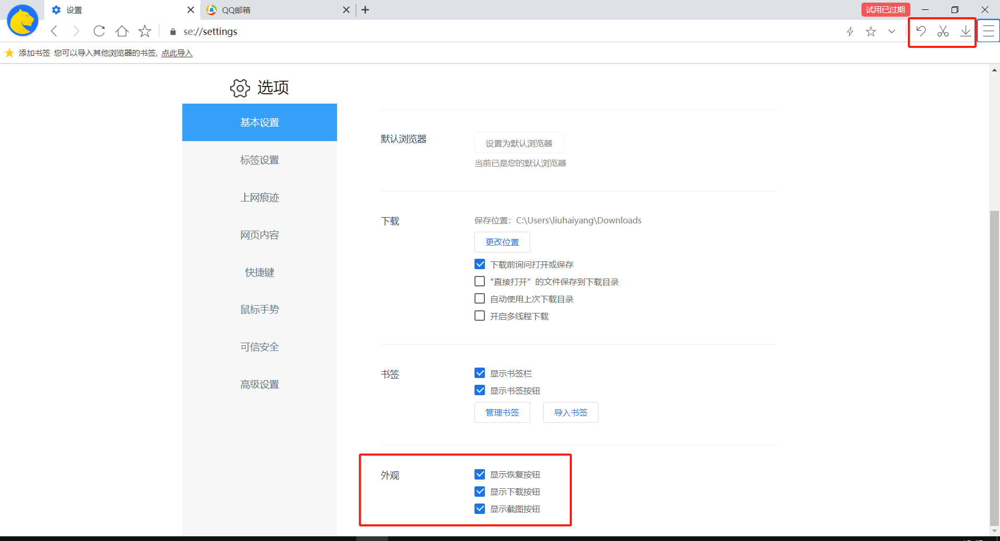 设置
QQ邮箱
试用已过期
se://settings
添加书签 您可以导入其他浏览器的书签, 点此导入
选项
基本设置
标签设置
上网痕迹
网页内容
快捷键
鼠标手势
可信安全
高级设置
默认浏览器
设置为默认浏览器
当前已是您的默认浏览器
下载
保存位置: C:\Users\liuhaiyang\Downloads
更改位置
下载前询问打开或保存
"直接打开“ 的文件保存到下载目录
自动使用上次下载目录
开启多线程下载
书签
显示书签栏
显示书签按钮
管理书签
导入书签
外观
显示恢复按钮
显示下载按钮
显示截图按钮